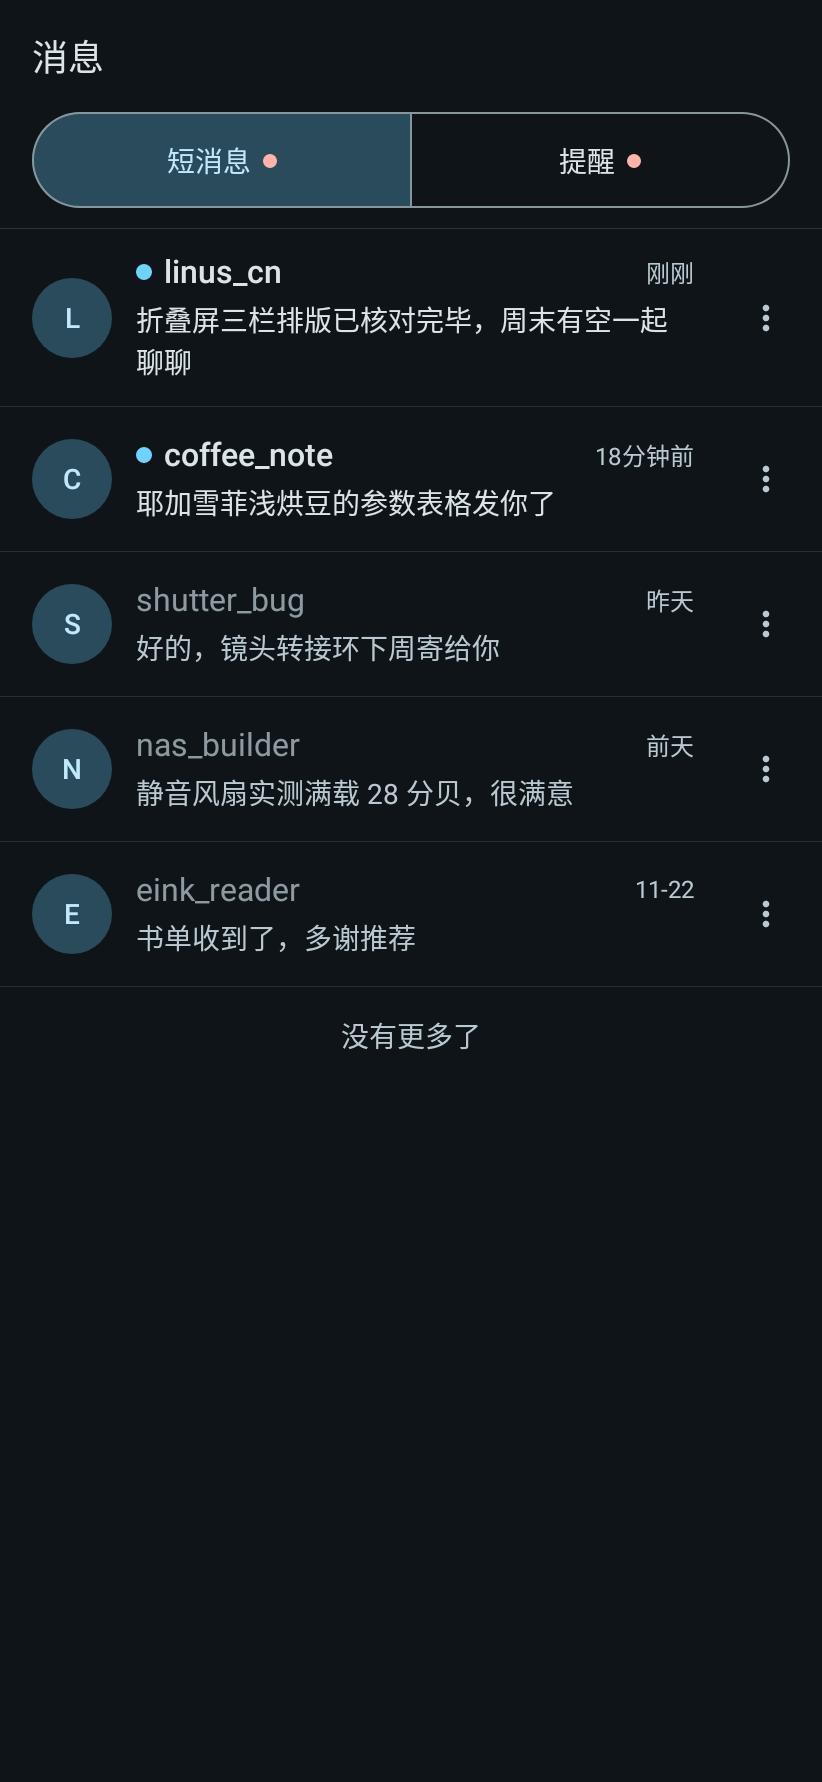 消息
短消息
提醒
L
linus_cn
刚刚
折叠屏三栏排版已核对完毕，周末有空一起
聊聊
C
coffee_note
18分钟前
耶加雪菲浅烘豆的参数表格发你了
S
shutter_bug
昨天
好的，镜头转接环下周寄给你
N
nas_builder
前天
静音风扇实测满载 28 分贝，很满意
E
eink_reader
11-22
书单收到了，多谢推荐
没有更多了